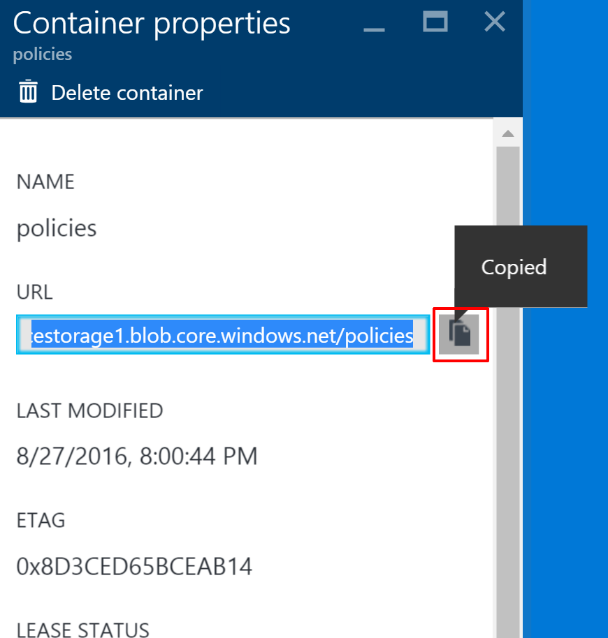 Container properties
policies
Delete container
NAME
policies
Copied
URL
estorage1.blob.core.windows.net/policies
LAST MODIFIED
8/27/2016, 8:00:44 PM
ETAG
0x8D3CED65BCEAB14
LEASE STATUS